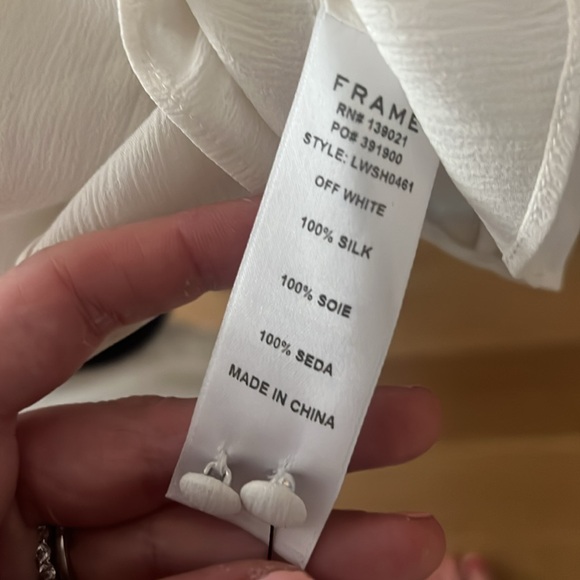 FRAME
RN# 139021
PO# 391900
STYLE: LWSH0461
OFF WHITE
100% SILK
100% SOIE
100% SEDA
MADE IN CHINA